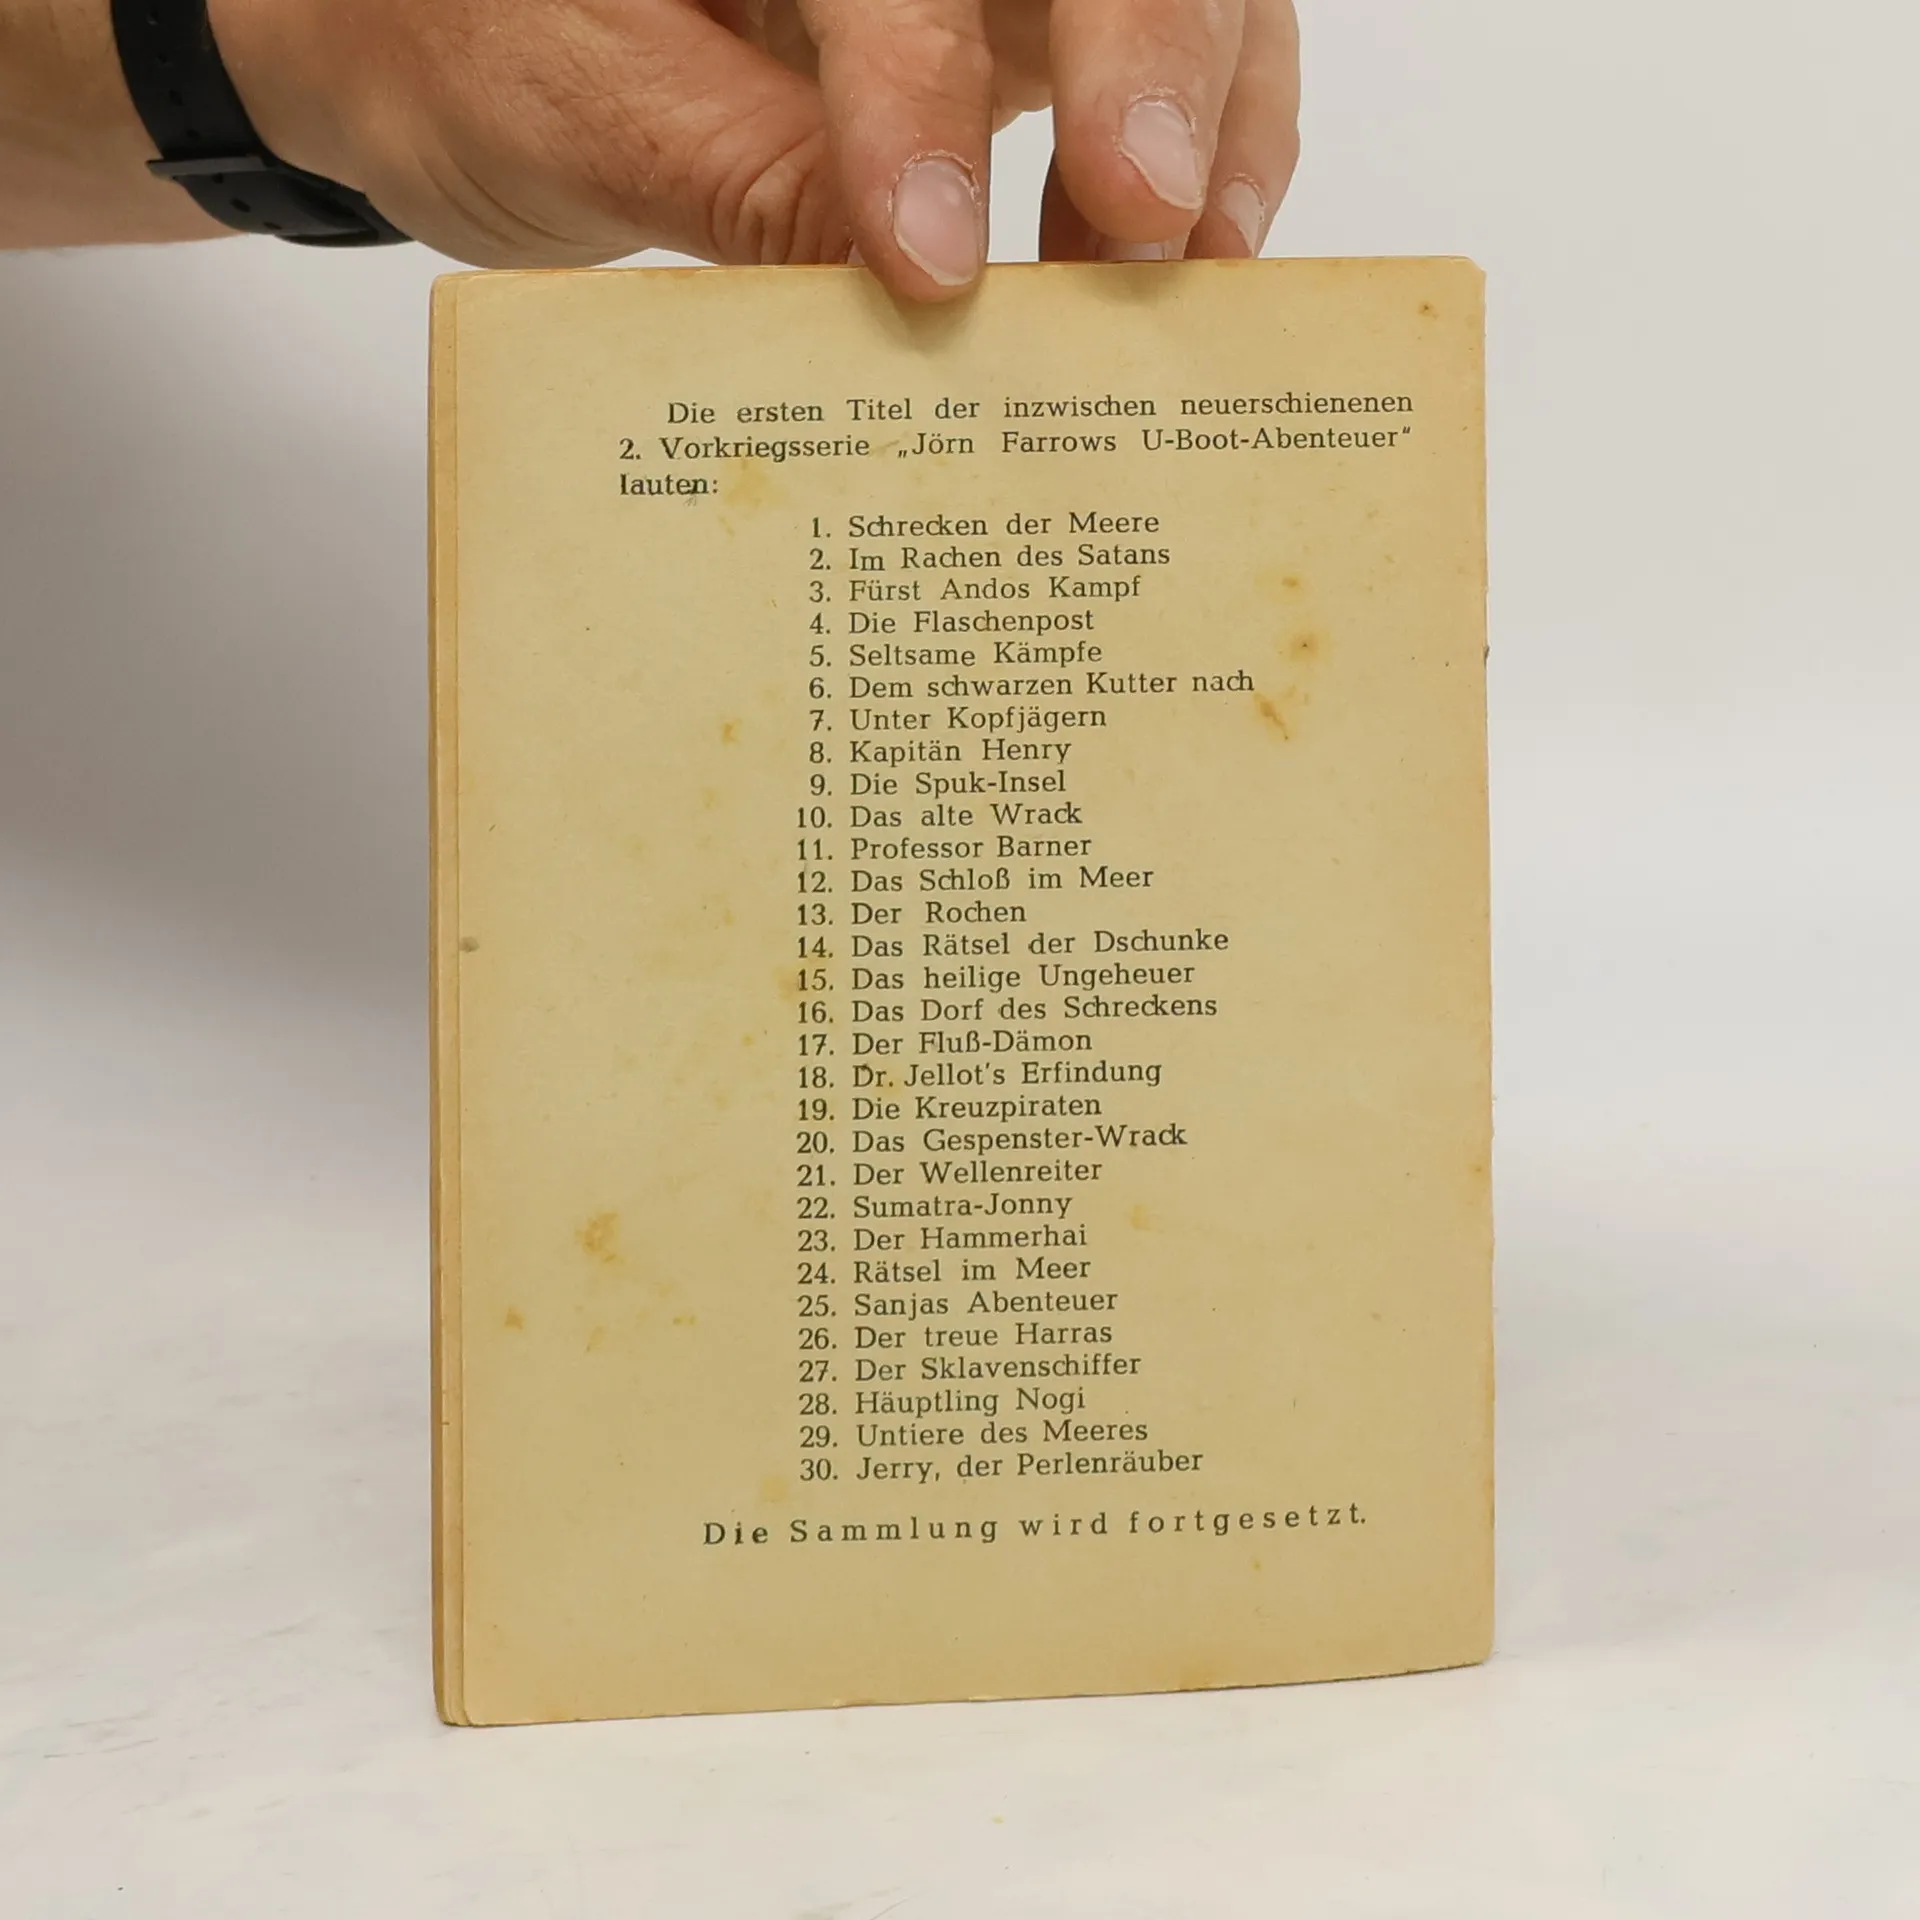 Die ersten Titel der inzwischen neuerschienenen
2. Vorkriegsserie „Jörn Farrows U-Boot-Abenteuer"
lauten:
1. Schrecken der Meere
2. Im Rachen des Satans
3. Fürst Andos Kampf
4. Die Flaschenpost
5. Seltsame Kämpfe
6. Dem schwarzen Kutter nach
7. Unter Kopfjägern
8. Kapitän Henry
9. Die Spuk-Insel
10. Das alte Wrack
11. Professor Barner
12. Das Schloß im Meer
13. Der Rochen
14. Das Rätsel der Dschunke
15. Das heilige Ungeheuer
16. Das Dorf des Schreckens
17. Der Fluß-Dämon
18. Dr. Jellot's Erfindung
19. Die Kreuzpiraten
20. Das Gespenster-Wrack
21. Der Wellenreiter
22. Sumatra-Jonny
23. Der Hammerhai
24. Rätsel im Meer
25. Sanjas Abenteuer
26. Der treue Harras
27. Der Sklavenschiffer
28. Häuptling Nogi
29. Untiere des Meeres
30. Jerry, der Perlenräuber
Die Sammlung wird fortgesetzt.